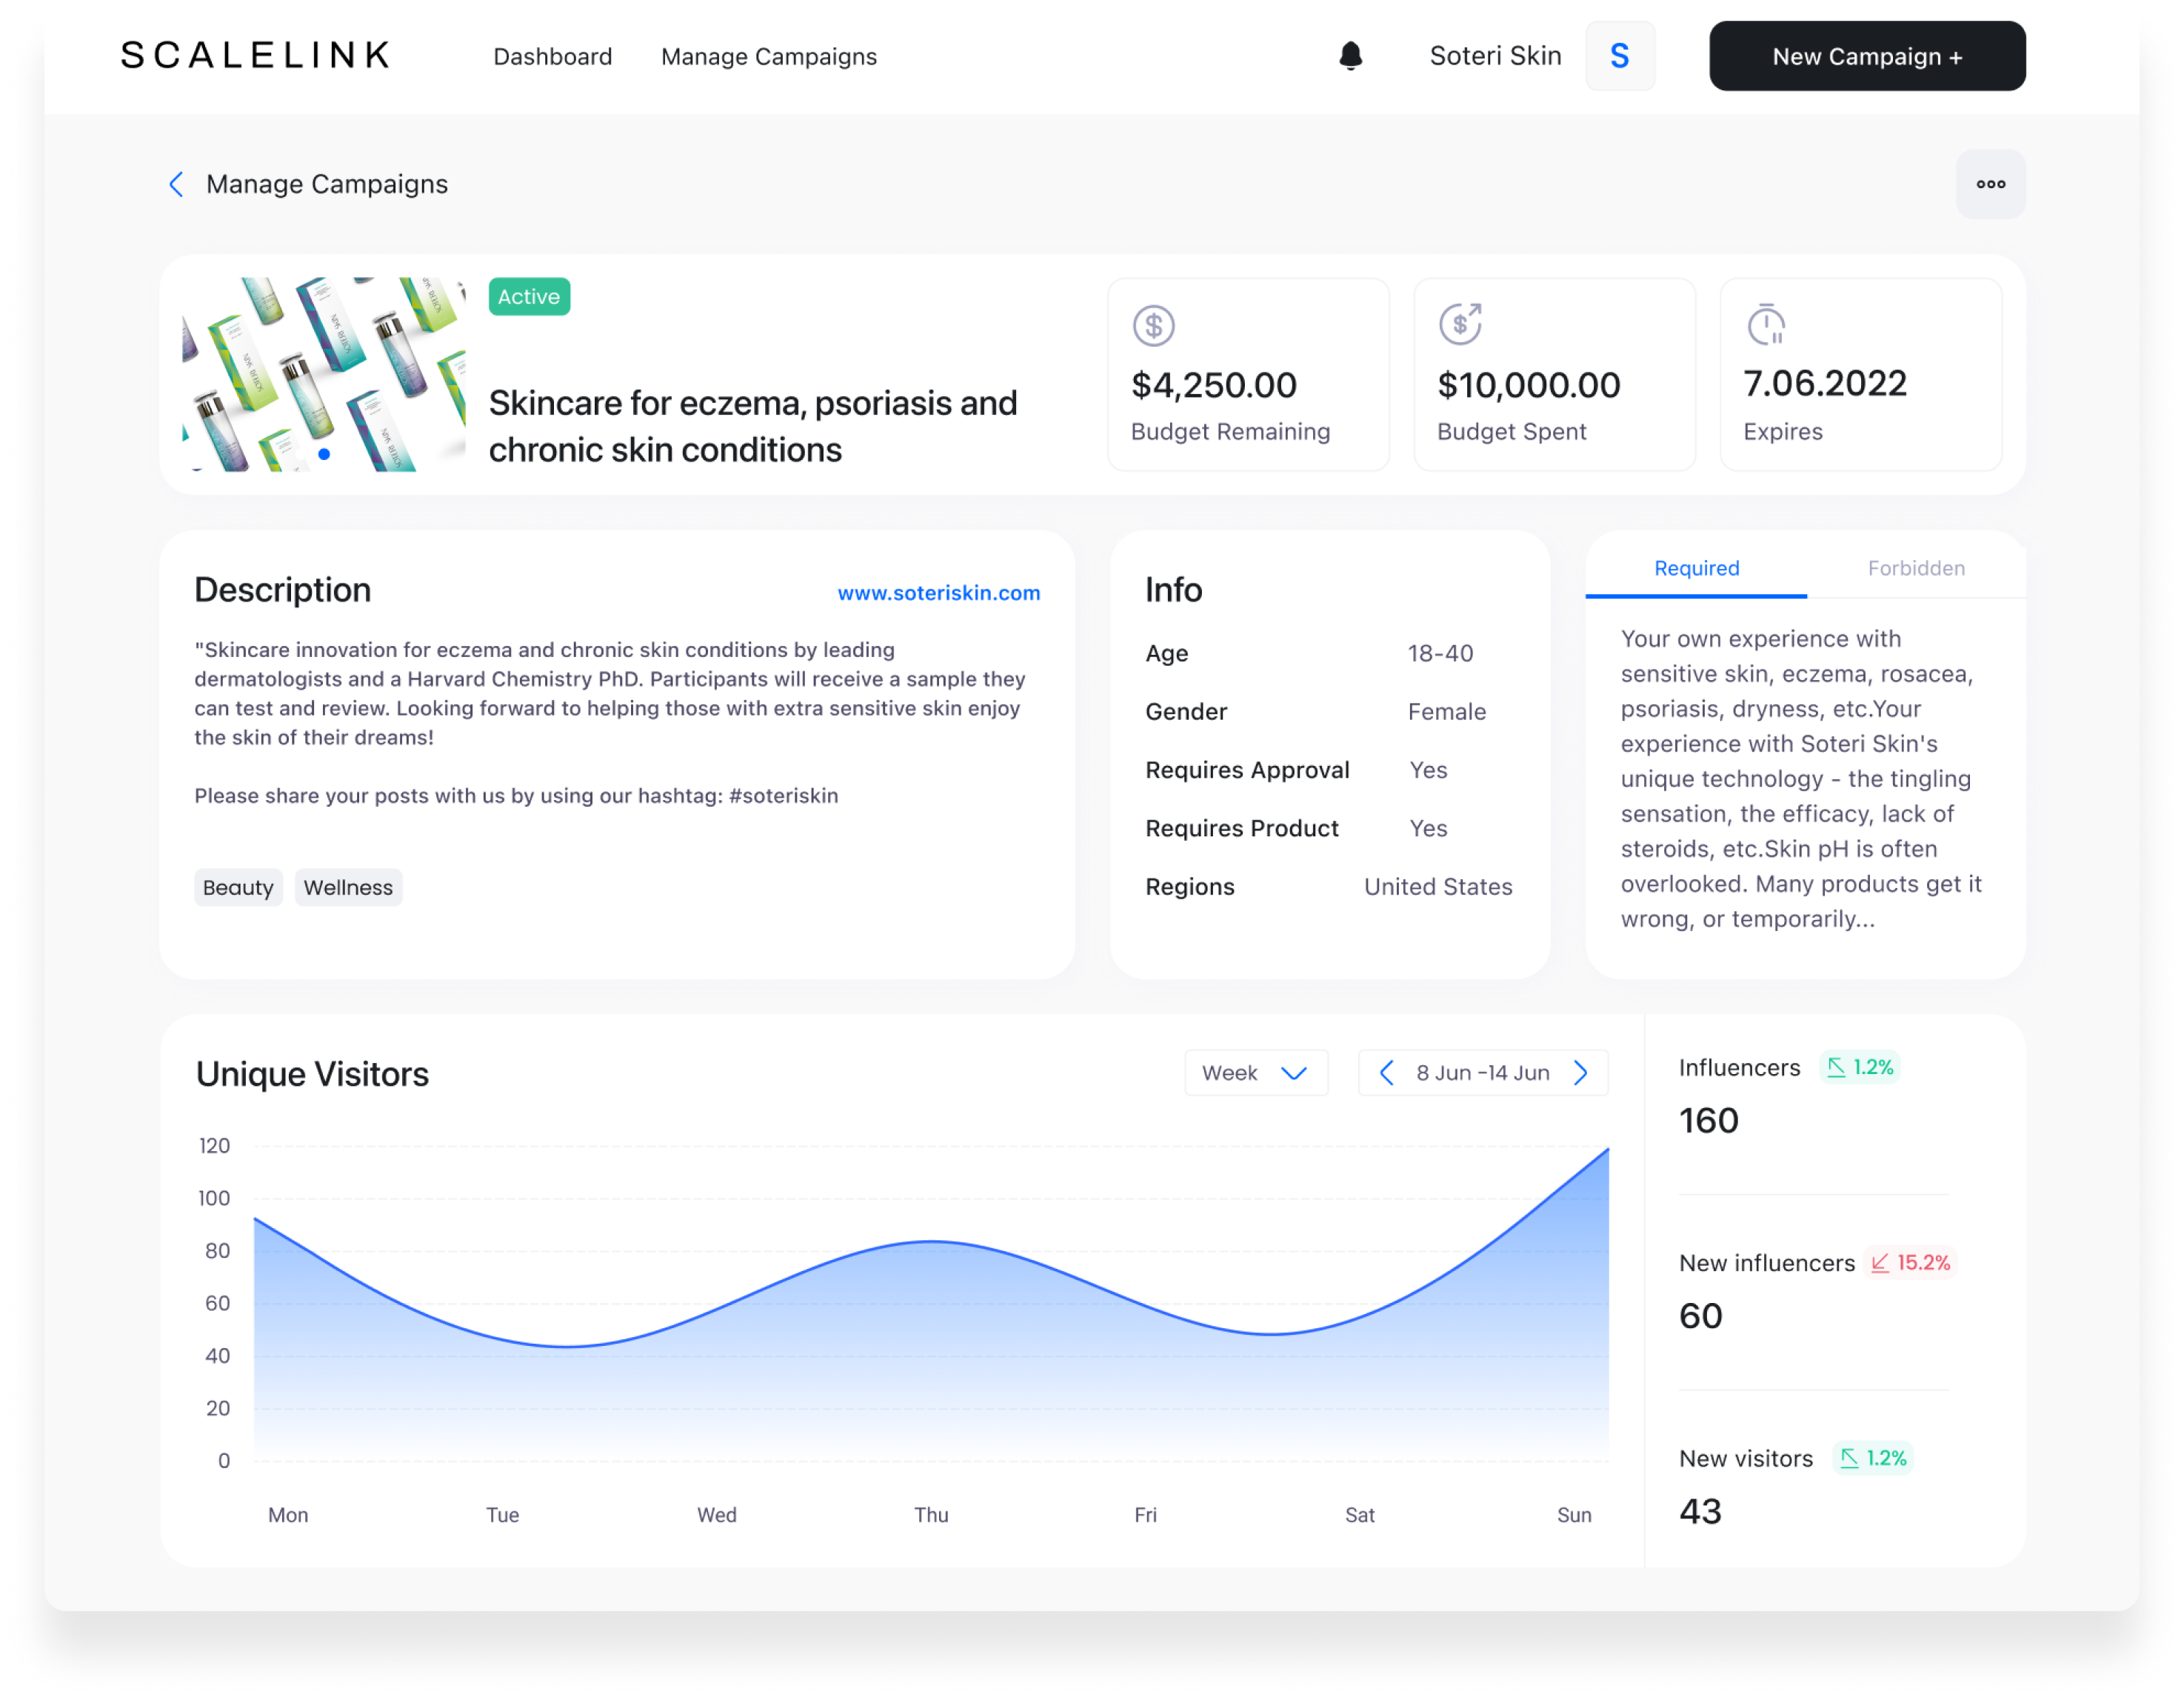 SCALELINK
Dashboard
Manage Campaigns
Soteri Skin
S
New Campaign +
Manage Campaigns
Active
Skincare for eczema, psoriasis and
chronic skin conditions
$4,250.00
Budget Remaining
$10,000.00
Budget Spent
7.06.2022
Expires
SOTERI SKIN
Description
www.soteriskin.com
"Skincare innovation for eczema and chronic skin conditions by leading
dermatologists and a Harvard Chemistry PhD. Participants will receive a sample they
can test and review. Looking forward to helping those with extra sensitive skin enjoy
the skin of their dreams!
Please share your posts with us by using our hashtag: #soteriskin
Beauty
Wellness
Info
Age 18-40
Gender Female
Requires Approval Yes
Requires Product Yes
Regions United States
Required
Forbidden
Your own experience with
sensitive skin, eczema, rosacea,
psoriasis, dryness, etc.Your
experience with Soteri Skin's
unique technology - the tingling
sensation, the efficacy, lack of
steroids, etc.Skin pH is often
overlooked. Many products get it
wrong, or temporarily...
Unique Visitors
Week
8 Jun -14 Jun
120
100
80
60
40
20
0
Mon Tue Wed Thu Fri Sat Sun
Influencers 1.2%
160
New influencers 15.2%
60
New visitors 1.2%
43